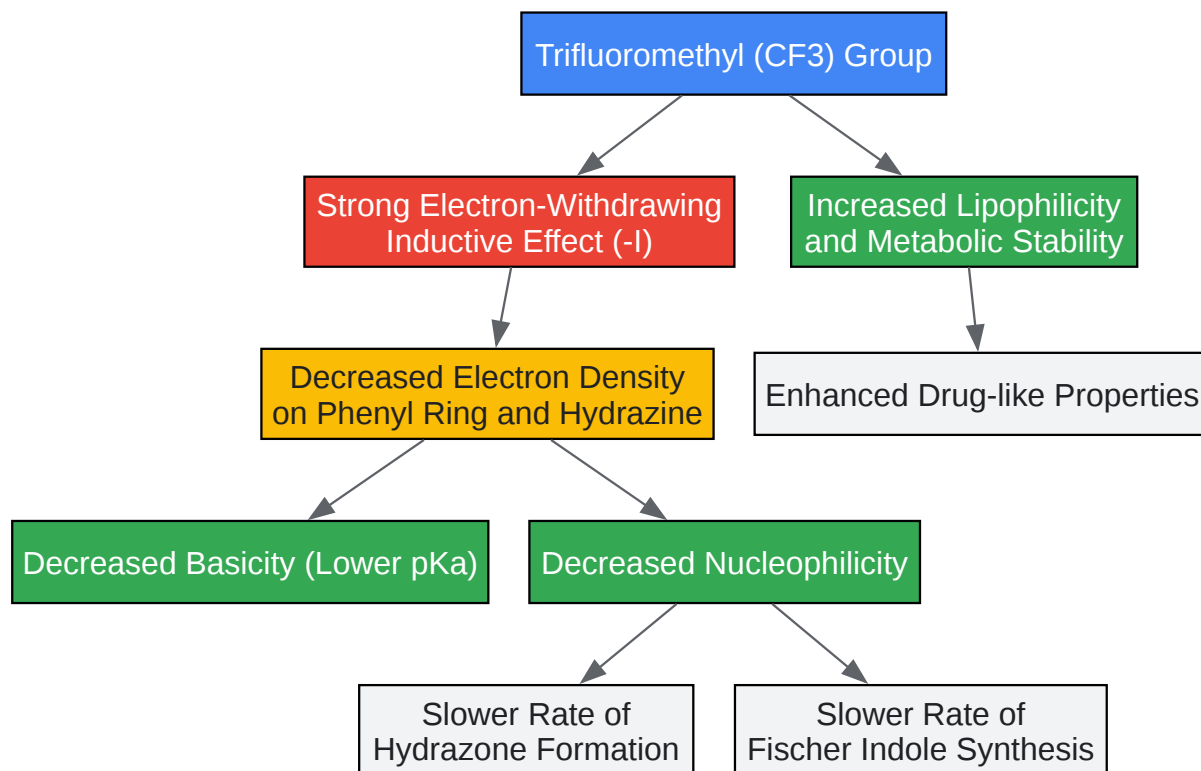 Trifluoromethyl (CF3) Group
Strong Electron-Withdrawing
Inductive Effect (-I)
Increased Lipophilicity
and Metabolic Stability
Decreased Electron Density
on Phenyl Ring and Hydrazine
Enhanced Drug-like Properties
Decreased Basicity (Lower pKa)
Decreased Nucleophilicity
Slower Rate of
Hydrazone Formation
Slower Rate of
Fischer Indole Synthesis